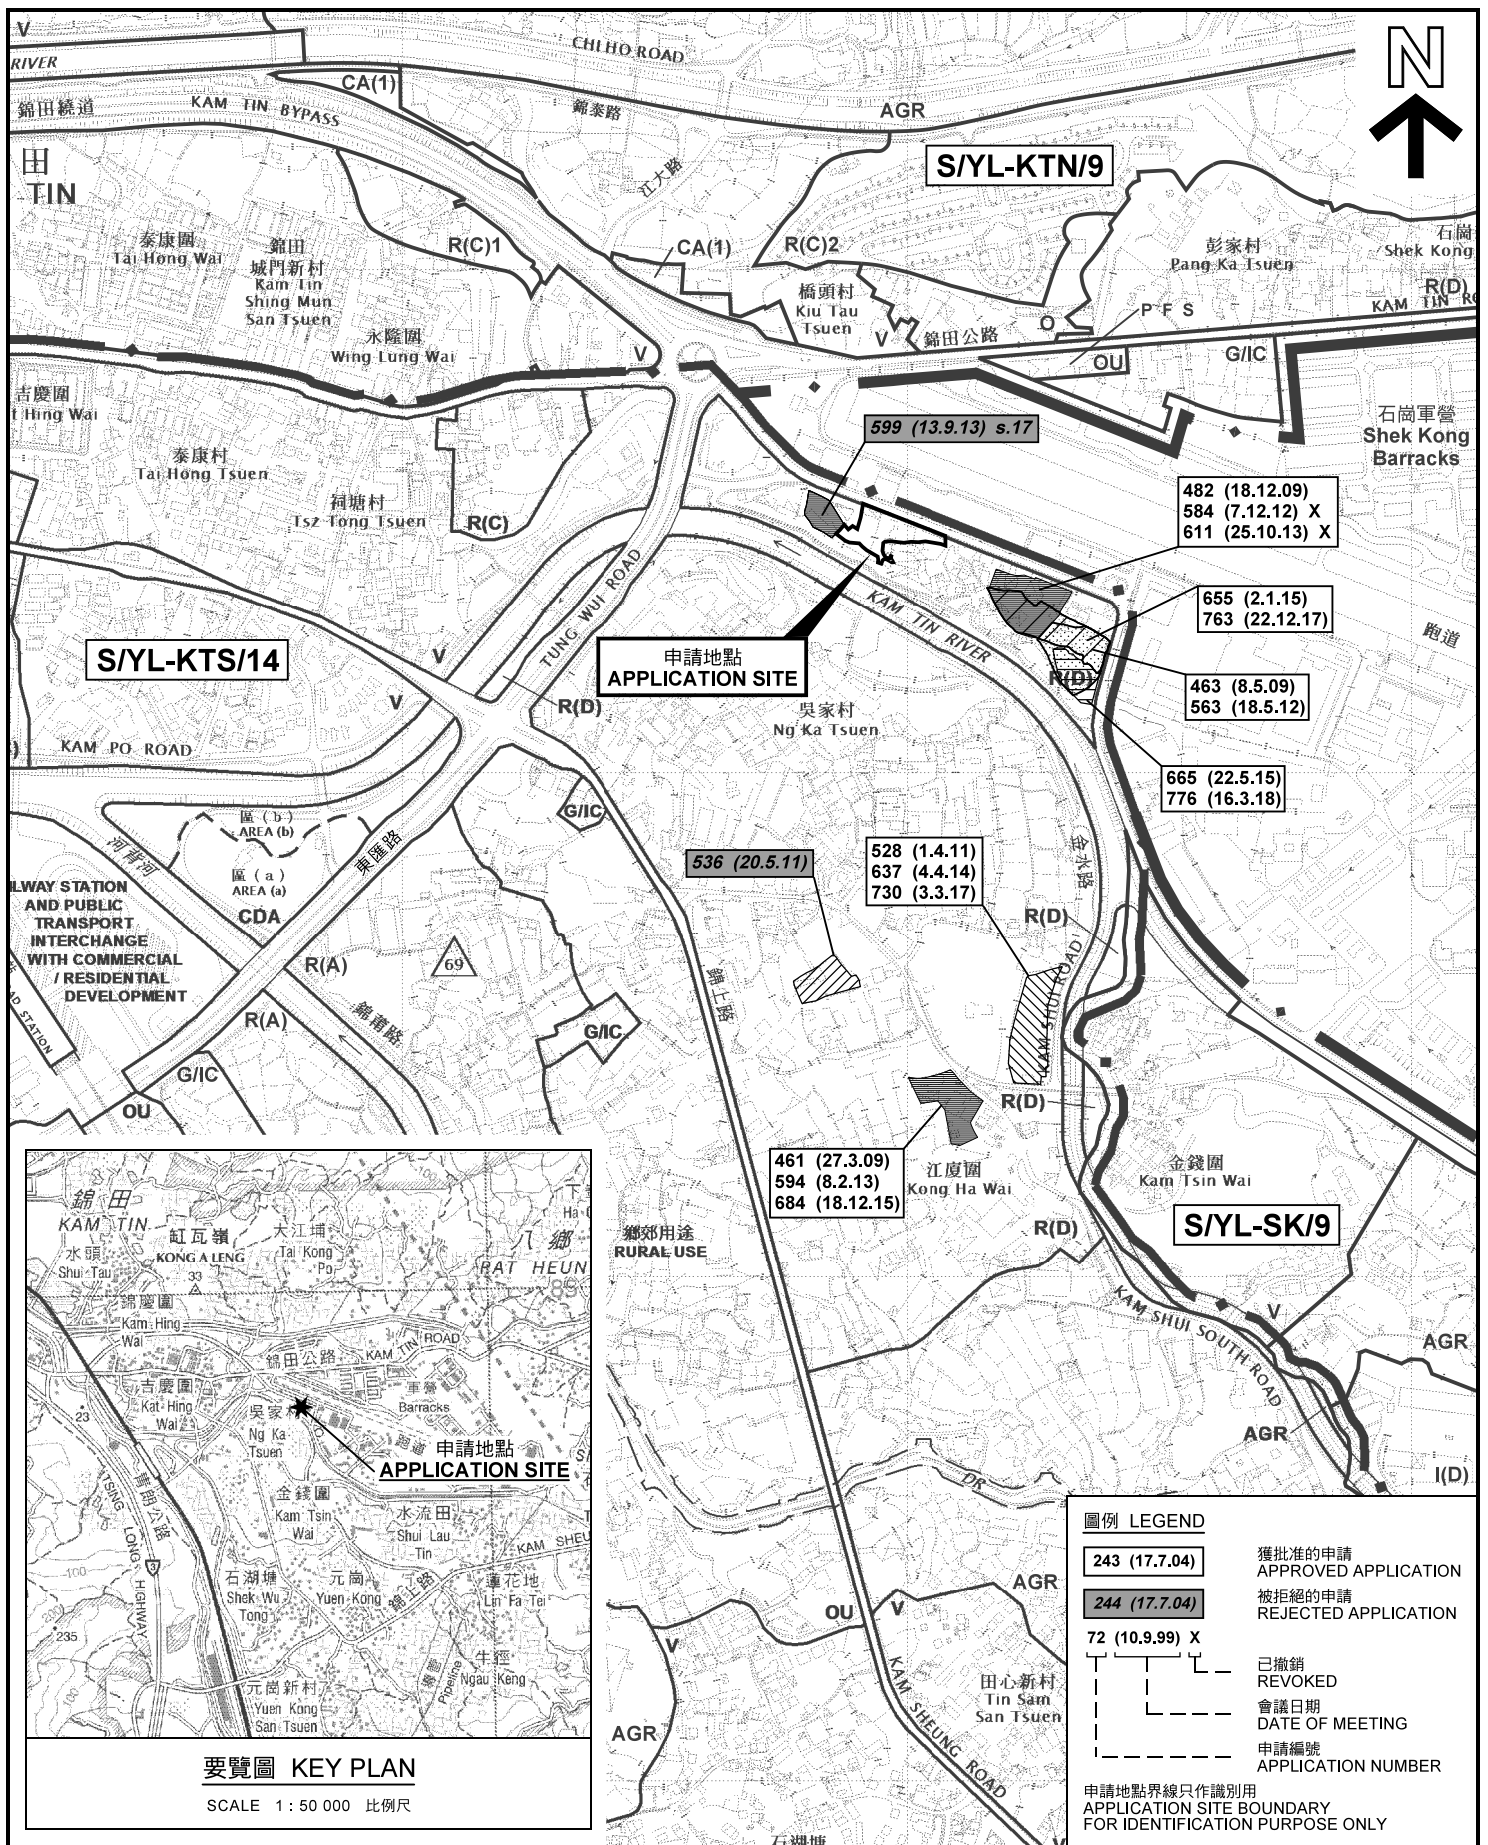 V
RIVER
CHI HO ROAD
CA(1)
錦田繞道
KAM TIN BYPASS
錦泰路
AGR
N
田
TIN
江大路
S/YL-KTN/9
泰康圍
Tai Hong Wai
錦田
城門新村
Kam Tin
Shing Mun
San Tsuen
R(C)1
CA(1)
R(C)2
彭家村
Pang Ka Tsuen
石崗
Shek Kong
R(D)
橋頭村
Kiu Tau
Tsuen
P F S
O
V
錦田公路
KAM TIN RO
永隆圍
Wing Lung Wai
V
OU
G/IC
吉慶圍
t Hing Wai
石崗軍營
Shek Kong
Barracks
599 (13.9.13) s.17
泰康村
Tai Hong Tsuen
祠塘村
Tsz Tong Tsuen
R(C)
482 (18.12.09)
584 (7.12.12) X
611 (25.10.13) X
TUNG WUI ROAD
KAM TIN RIVER
655 (2.1.15)
763 (22.12.17)
跑道
S/YL-KTS/14
V
申請地點
APPLICATION SITE
R(D)
463 (8.5.09)
563 (18.5.12)
V
R(D)
吳家村
Ng Ka Tsuen
KAM PO ROAD
665 (22.5.15)
776 (16.3.18)
G/IC
區 (b)
AREA (b)
河背河
東匯路
區 (a)
AREA (a)
CDA
536 (20.5.11)
528 (1.4.11)
637 (4.4.14)
730 (3.3.17)
金水路
ILWAY STATION
AND PUBLIC
TRANSPORT
INTERCHANGE
WITH COMMERCIAL
/ RESIDENTIAL
DEVELOPMENT
AD STATION
R(A)
69
R(D)
KAM SHUI ROAD
錦上路
R(A)
錦莆路
G/IC
G/IC
OU
R(D)
461 (27.3.09)
594 (8.2.13)
684 (18.12.15)
江廈圍
Kong Ha Wai
金錢圍
Kam Tsin Wai
S/YL-SK/9
R(D)
鄉郊用途
RURAL USE
KAM SHUI SOUTH ROAD
V
AGR
AGR
I(D)
DR
AGR
OU
V
V
KAM SHEUNG ROAD
田心新村
Tin Sam
San Tsuen
AGR
V
石湖塘
錦田
KAM TIN
缸瓦嶺
KONG A LENG
33
大江埔
Tai Kong
Po
八鄉
PAT HEUN
水頭
Shui Tau
錦慶圍
Kam Hing
Wai
KAM TIN ROAD
錦田公路
吉慶圍
Kat Hing
Wai
軍營
Barracks
23
吳家村
Ng Ka
Tsuen
跑道
申請地點
APPLICATION SITE
青朗公路
TSING LONG HIGHWAY
3
金錢圍
Kam Tsin
Wai
水流田
Shui Lau
Tin
KAM SHEU
石湖塘
Shek Wu
Tong
元崗
Yuen Kong
錦上路
蓮花地
Lin Fa Tei
100
235
牛徑
Ngau Keng
Pipeline
元崗新村
Yuen Kong
San Tsuen
要覽圖 KEY PLAN
SCALE 1 : 50 000 比例尺
圖例 LEGEND
243 (17.7.04)
獲批准的申請
APPROVED APPLICATION
244 (17.7.04)
被拒絕的申請
REJECTED APPLICATION
72 (10.9.99) X
已撤銷
REVOKED
會議日期
DATE OF MEETING
申請編號
APPLICATION NUMBER
申請地點界線只作識別用
APPLICATION SITE BOUNDARY
FOR IDENTIFICATION PURPOSE ONLY